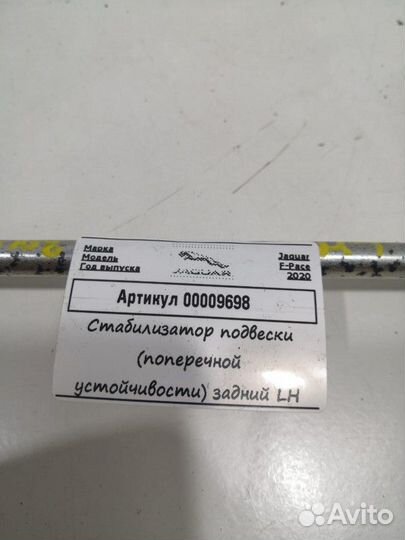 Марка Jaguar
Модель F-Pace
Год выпуска 2020
JAGUAR
Артикул 00009698
Стабилизатор подвески
(поперечной
устойчивости) задний LH
Avito